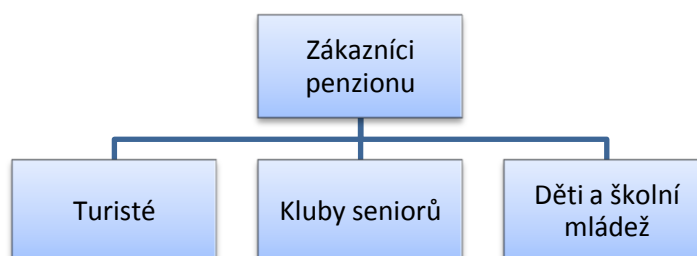 Zákazníci
penzionu
Turisté
Kluby seniorů
Děti a školní
mládež